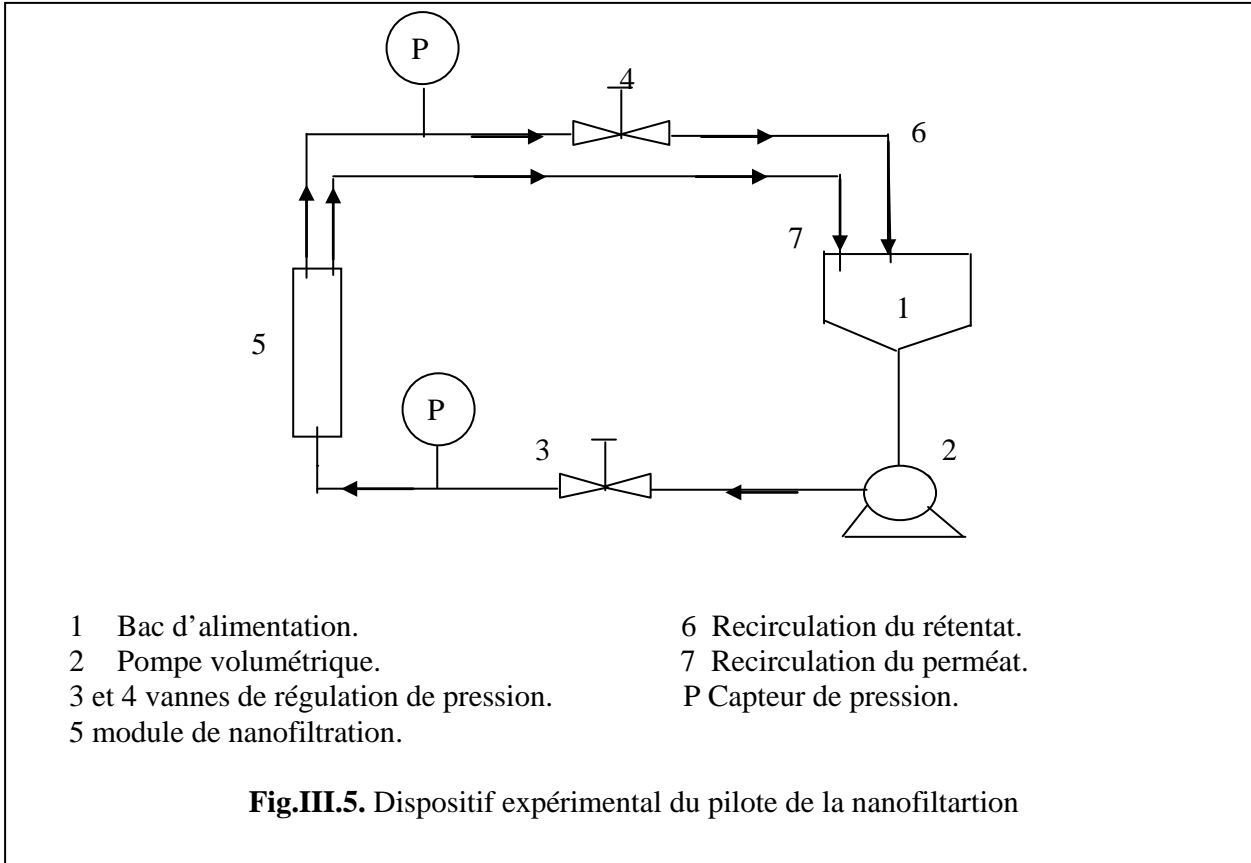 P
4
6
7
1
5
P
3
2
1 Bac d’alimentation.
6 Recirculation du rétentat.
2 Pompe volumétrique.
7 Recirculation du perméat.
3 et 4 vannes de régulation de pression.
P Capteur de pression.
5 module de nanofiltration.
Fig.III.5. Dispositif expérimental du pilote de la nanofiltartion